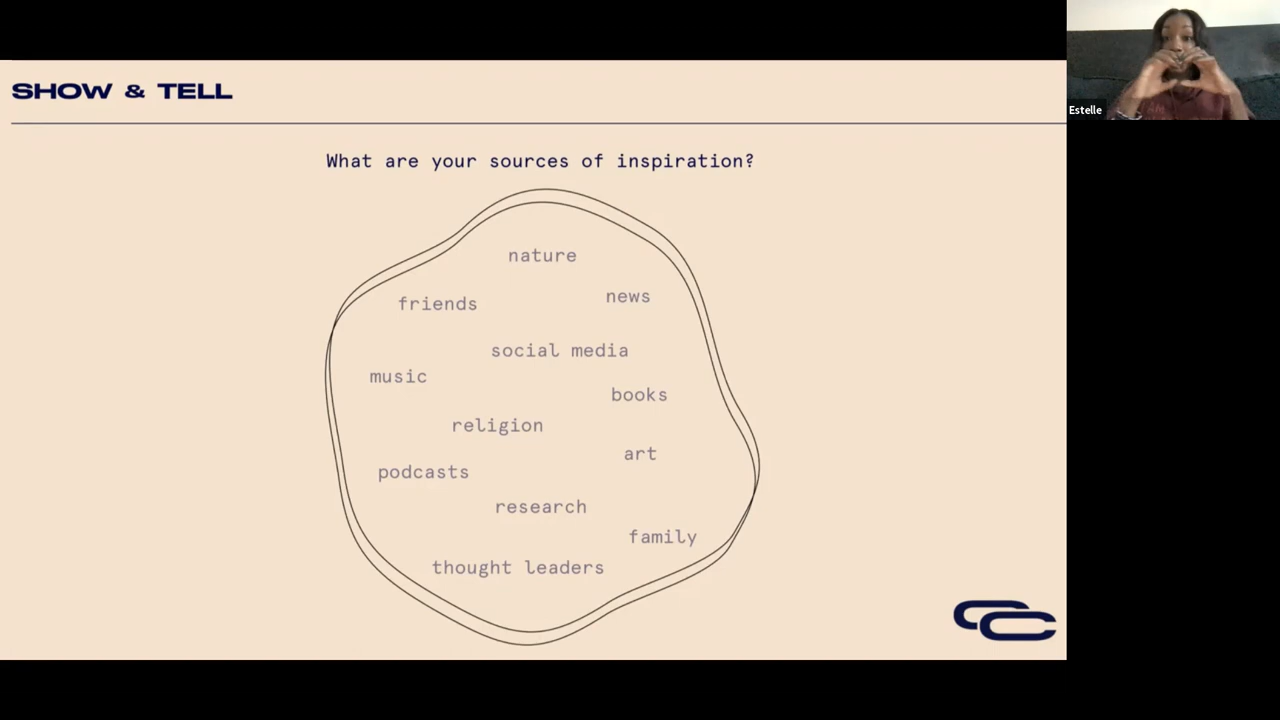 SHOW & TELL
Estelle
What are your sources of inspiration?
nature
news
friends
social media
music
books
religion
art
podcasts
research
family
thought leaders
CC